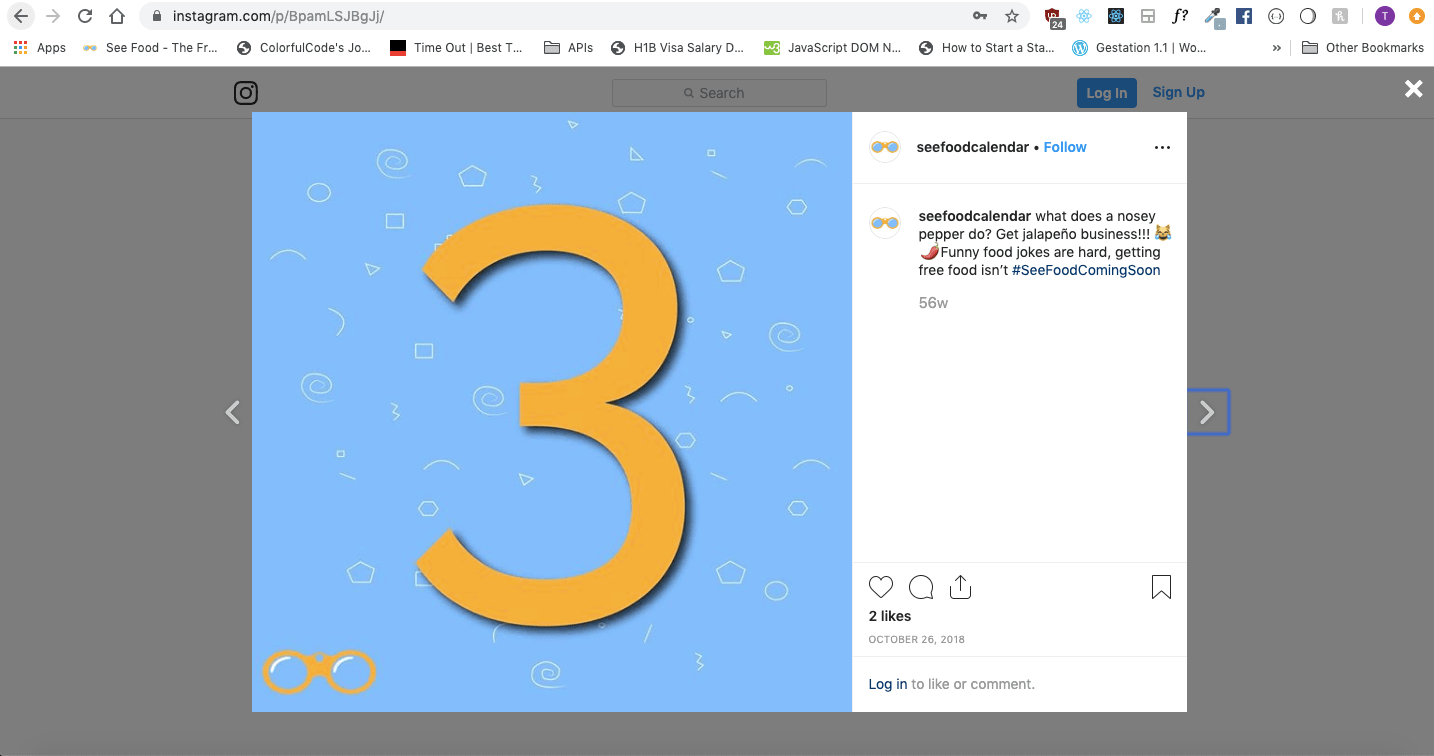 instagram.com/p/BpamLSJBgJj/
24
f?
T
Apps
See Food - The Fr...
ColorfulCode's Jo...
Time Out | Best T...
APIs
H1B Visa Salary D...
JavaScript DOM N...
How to Start a Sta...
Gestation 1.1 | Wo...
»
Other Bookmarks
Search
Log In
Sign Up
3
seefoodcalendar • Follow
seefoodcalendar what does a nosey
pepper do? Get jalapeño business!!! 😹
🌶️Funny food jokes are hard, getting
free food isn’t #SeeFoodComingSoon
56w
2 likes
OCTOBER 26, 2018
Log in to like or comment.